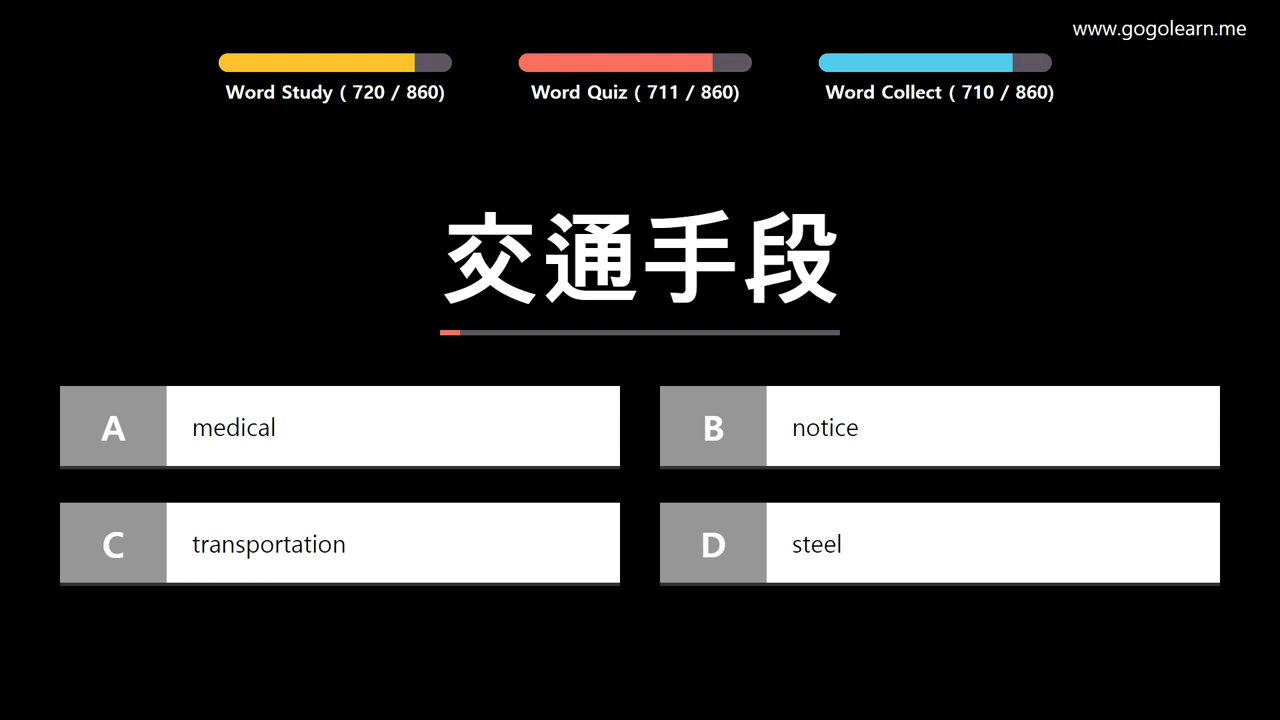 www.gogolearn.me
Word Study ( 720 / 860)
Word Quiz ( 711 / 860)
Word Collect ( 710 / 860)
交通手段
A medical
B notice
C transportation
D steel